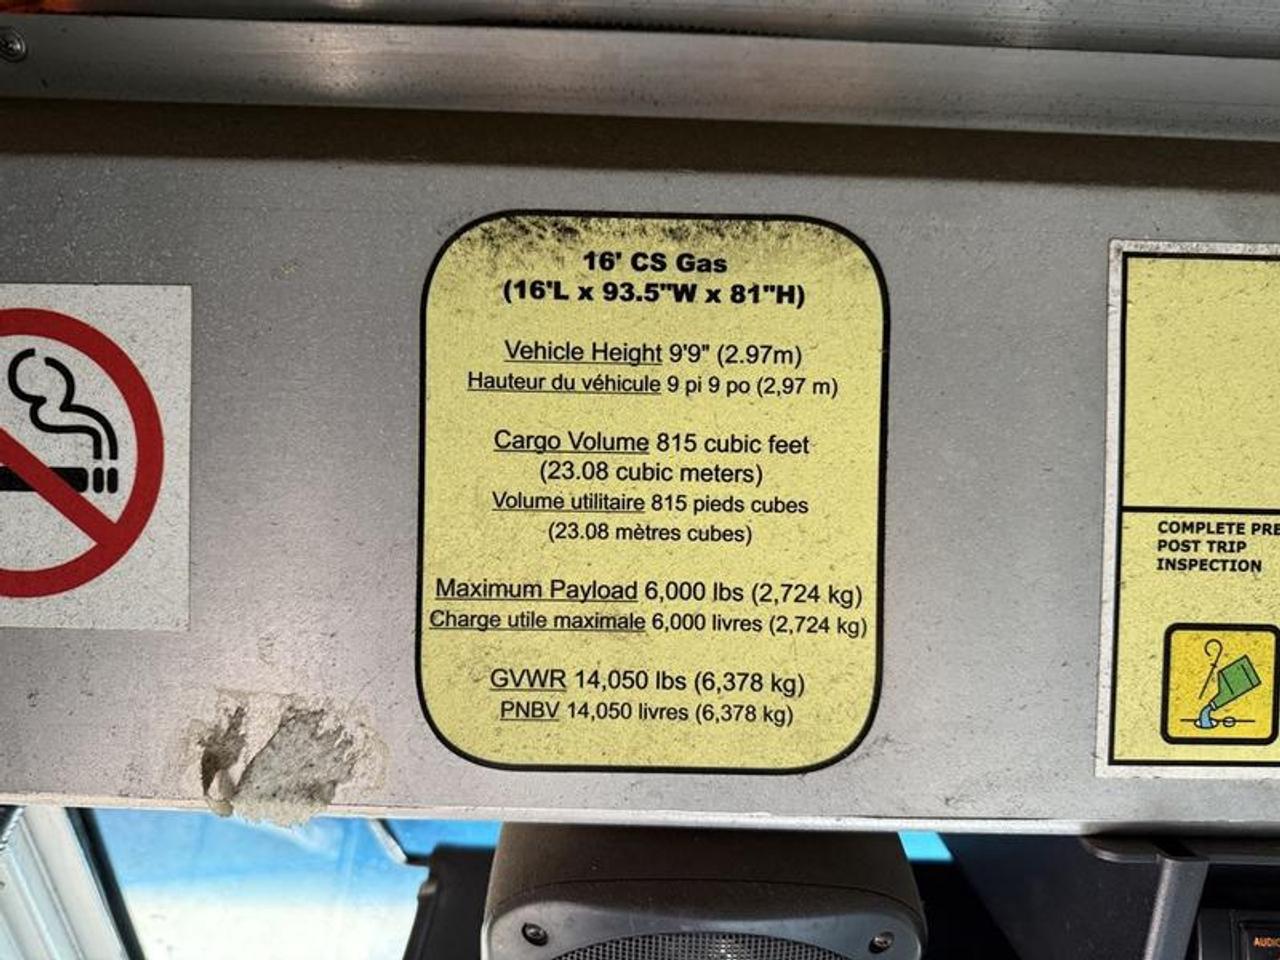 16' CS Gas
(16'L x 93.5"W x 81"H)
Vehicle Height 9'9" (2.97m)
Hauteur du véhicule 9 pi 9 po (2,97 m)
Cargo Volume 815 cubic feet
(23.08 cubic meters)
Volume utilitaire 815 pieds cubes
(23.08 mètres cubes)
Maximum Payload 6,000 lbs (2,724 kg)
Charge utile maximale 6,000 livres (2,724 kg)
GVWR 14,050 lbs (6,378 kg)
PNBV 14,050 livres (6,378 kg)
COMPLETE PRE
POST TRIP
INSPECTION
AUDIO